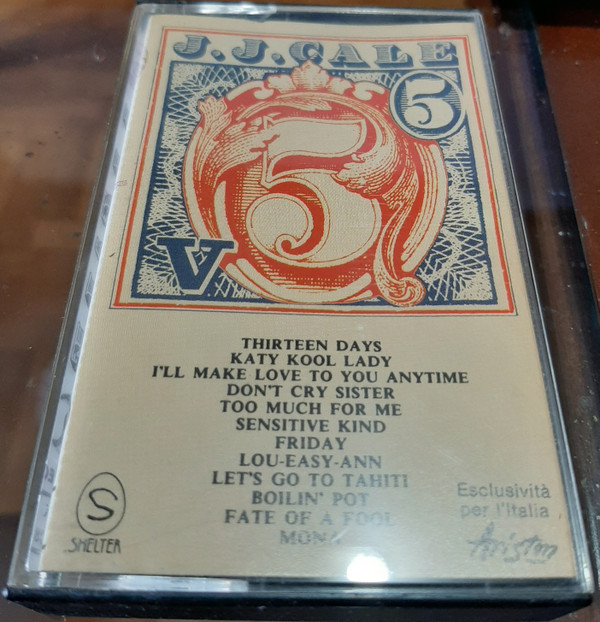 J.J. CALE
5
5
V
THIRTEEN DAYS
KATY KOOL LADY
I'LL MAKE LOVE TO YOU ANYTIME
DON'T CRY SISTER
TOO MUCH FOR ME
SENSITIVE KIND
FRIDAY
LOU-EASY-ANN
LET'S GO TO TAHITI
BOILIN' POT
FATE OF A FOOL
MONA
S
SHELTER
Esclusività
per l'Italia
Ariston